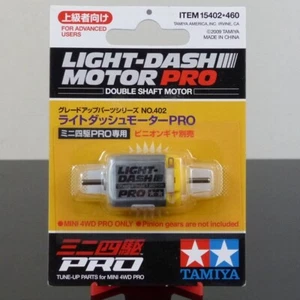 上級者向け
FOR ADVANCED USERS
ITEM 15402•460
TAMIYA-AMERICA, INC. IRVINE, CA.
©2008 TAMIYA
MADE IN CHINA
LIGHT-DASH
MOTOR PRO
DOUBLE SHAFT MOTOR
グレードアップパーツシリーズ NO.402
ライトダッシュモーターPRO
ミニ四駆PRO専用
ピニオンギヤ別売
LIGHT-DASH
MOTOR PRO
●MINI 4WD PRO ONLY
●Pinion gears are not included
ミニ四駆
PRO
TUNE-UP PARTS for MINI 4WD PRO
TAMIYA